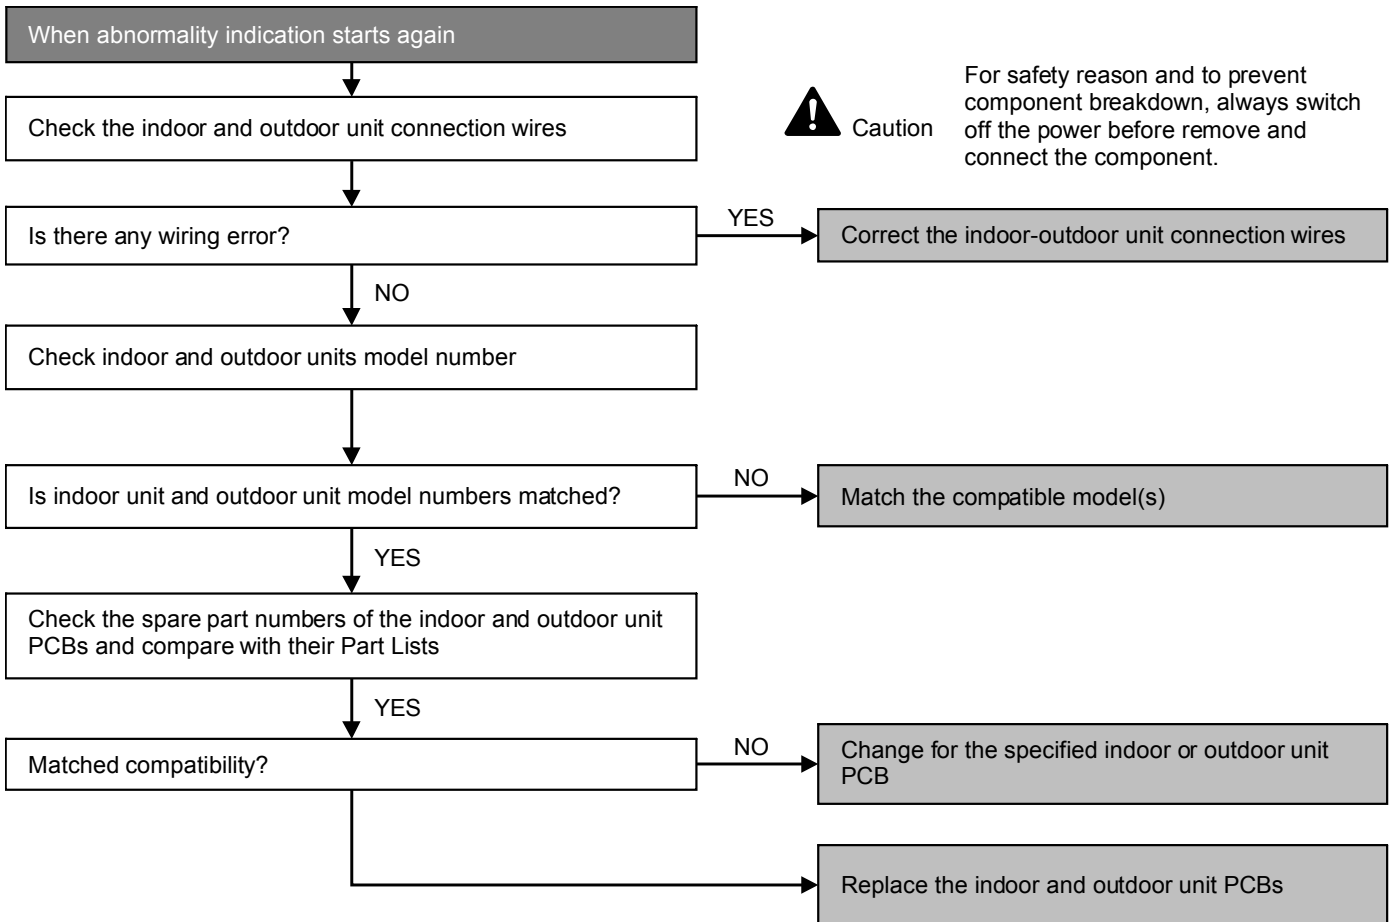 When abnormality indication starts again
For safety reason and to prevent
component breakdown, always switch
off the power before remove and
connect the component.
Caution
Check the indoor and outdoor unit connection wires
Is there any wiring error?
YES
Correct the indoor-outdoor unit connection wires
NO
Check indoor and outdoor units model number
Is indoor unit and outdoor unit model numbers matched?
NO
Match the compatible model(s)
YES
Check the spare part numbers of the indoor and outdoor unit
PCBs and compare with their Part Lists
YES
Matched compatibility?
NO
Change for the specified indoor or outdoor unit
PCB
Replace the indoor and outdoor unit PCBs